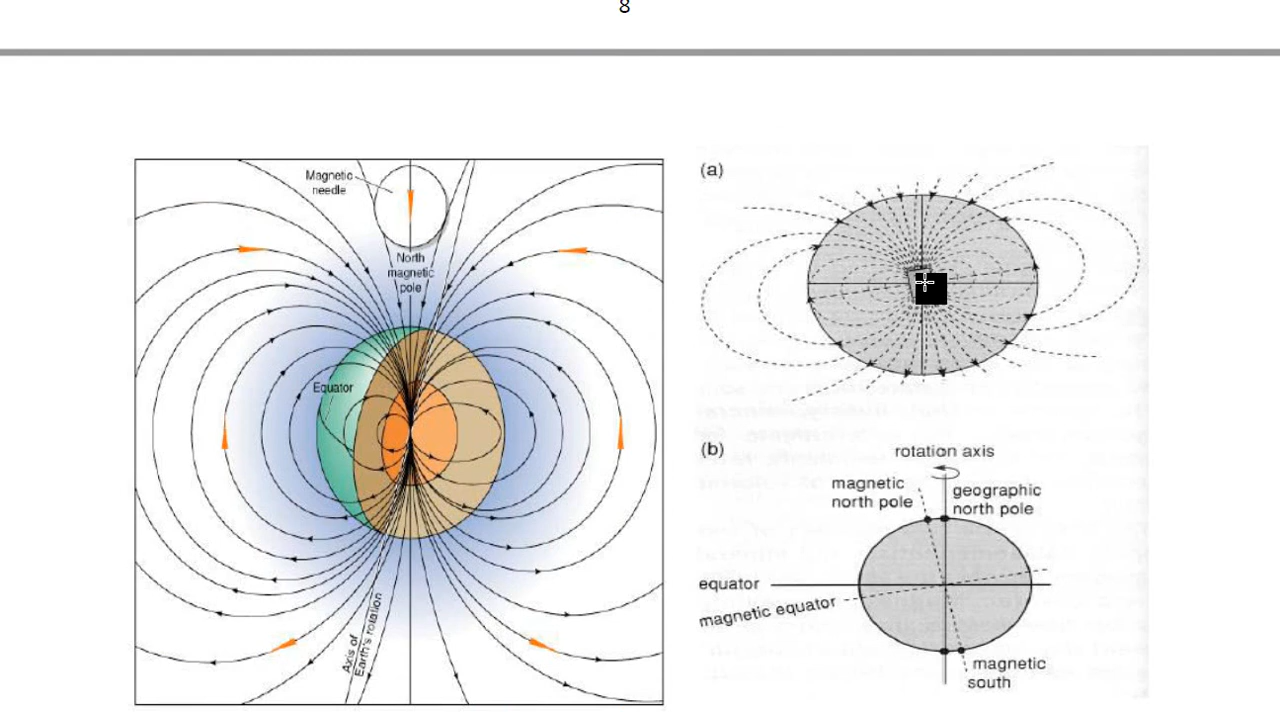 8
Magnetic
needle
North
magnetic
pole
Equator
Axis of
Earth's rotation
(a)
(b)
rotation axis
magnetic
north pole
geographic
north pole
equator
magnetic equator
magnetic
south